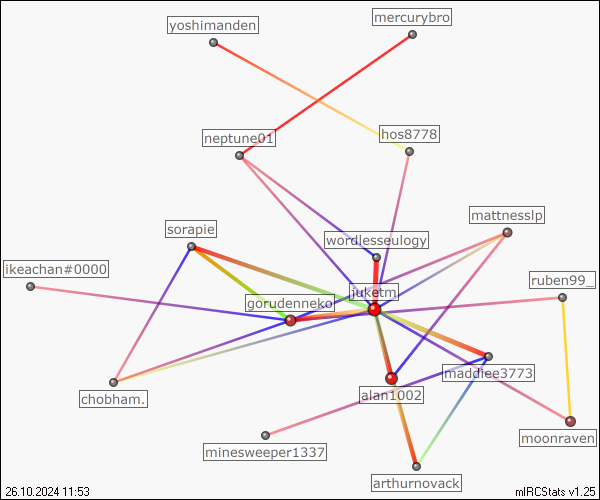 mercurybro
yoshimanden
hos8778
neptune01
mattnesslp
sorapie
wordlesseulogy
ikeachan#0000
ruben99_
juketm
gorudenneko
maddiee3773
alan1002
chobham.
moonraven
minesweeper1337
arthurnovack
26.10.2024 11:53
mIRCStats v1.25